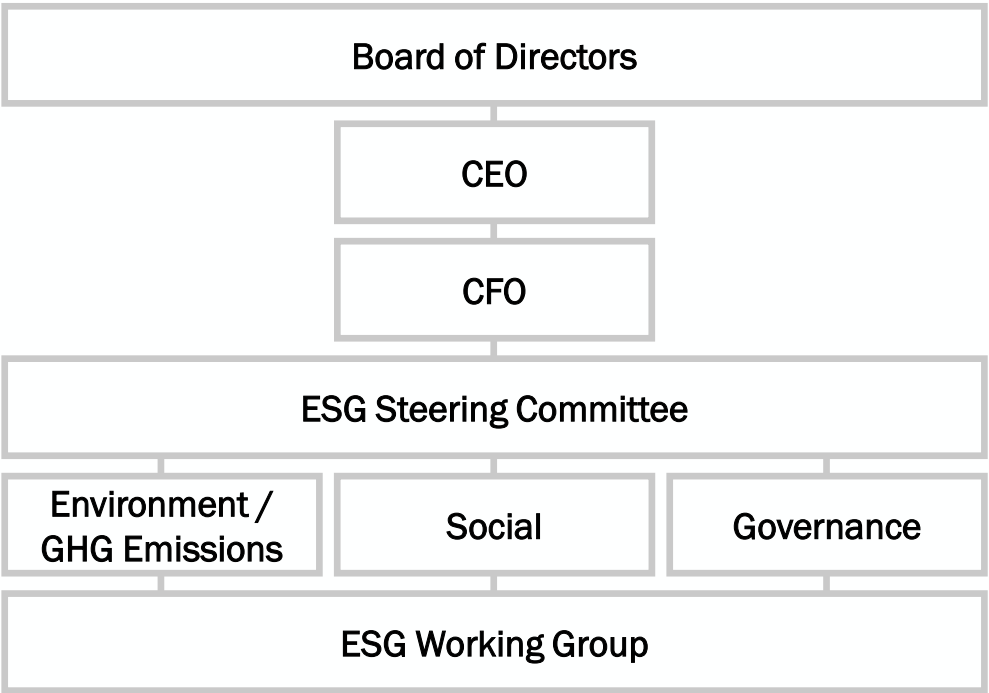 Board of Directors
CEO
CFO
ESG Steering Committee
Environment /
GHG Emissions
Social
Governance
ESG Working Group